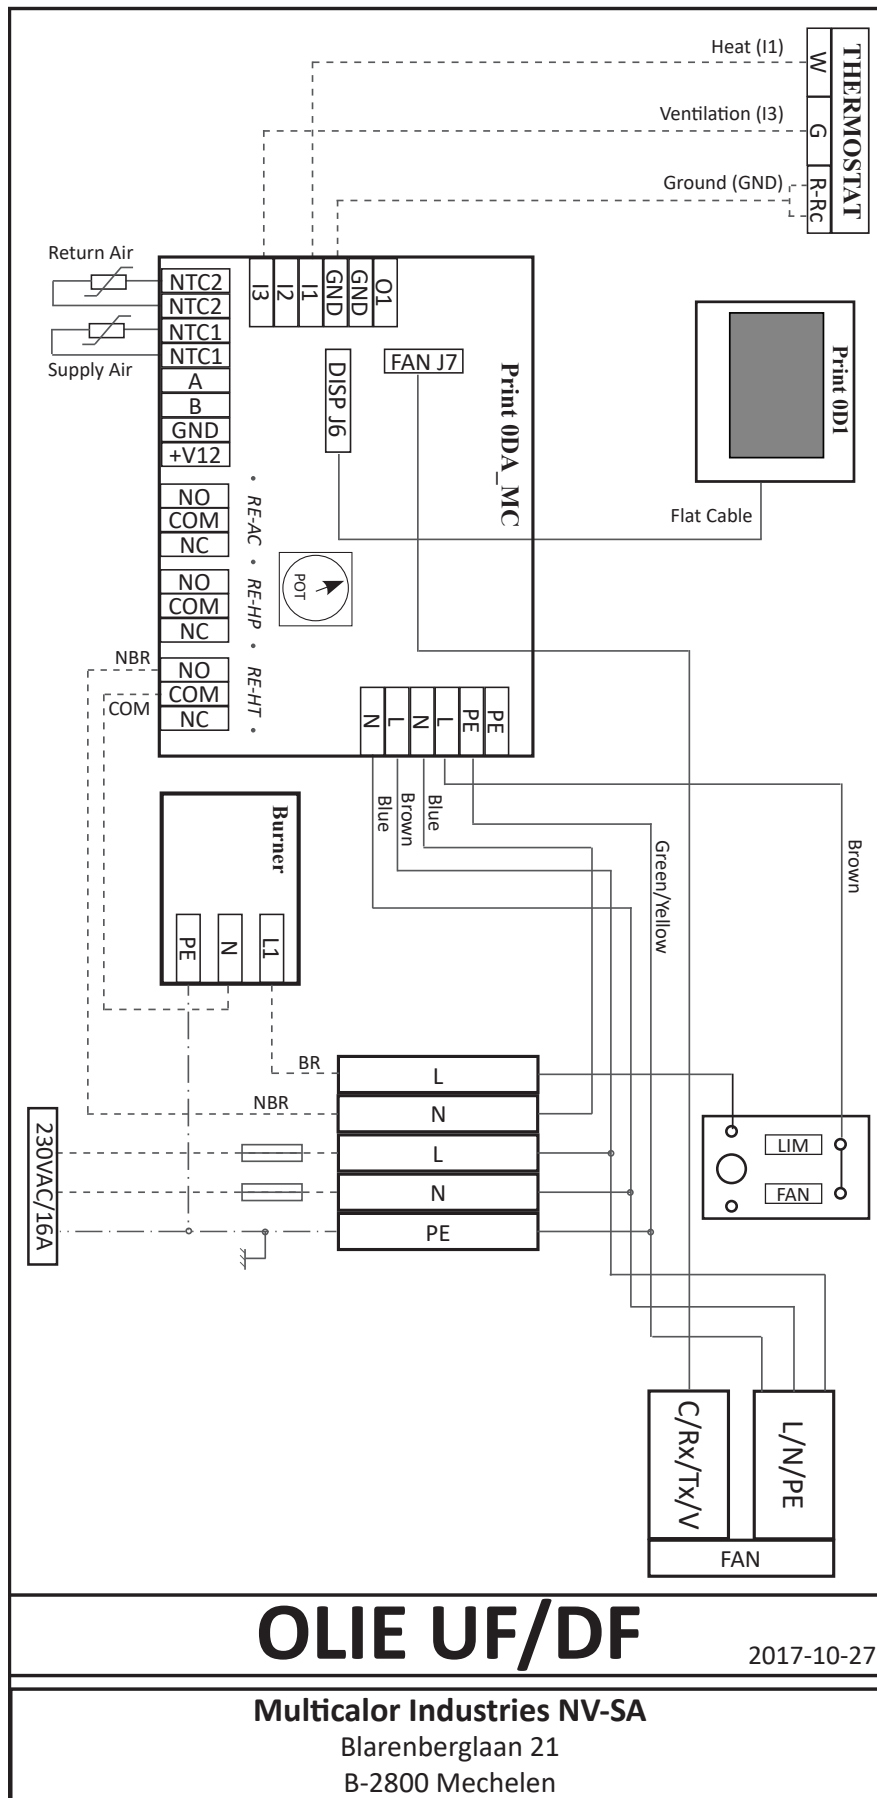 Heat (I1)
Ventilation (I3)
Ground (GND)
THERMOSTAT
W
G
R-Rc
Return Air
Supply Air
NTC2
NTC2
NTC1
NTC1
A
B
GND
+V12
I3
I2
I1
GND
GND
O1
DISP J6
FAN J7
Print 0DA_MC
Print 0D1
Flat Cable
NO
COM
NC
NO
COM
NC
NO
COM
NC
• RE-AC • RE-HP • RE-HT •
POT
NBR
COM
N
L
N
L
PE
PE
Blue
Brown
Blue
Green/Yellow
Brown
Burner
PE
N
L1
BR
NBR
L
N
L
N
PE
230VAC/16A
LIM
FAN
C/Rx/Tx/V
L/N/PE
FAN
OLIE UF/DF
2017-10-27
Multicalor Industries NV-SA
Blarenberglaan 21
B-2800 Mechelen